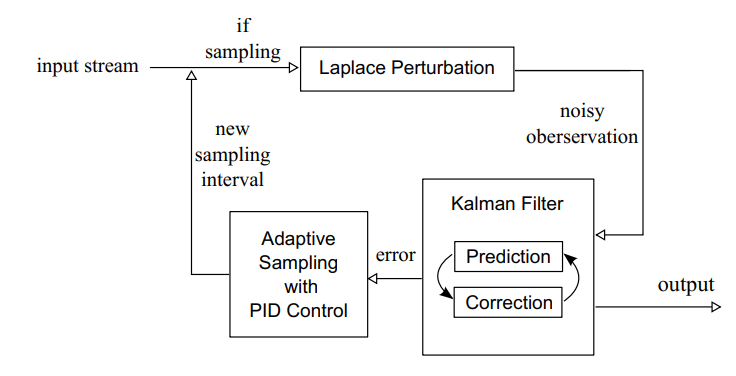 if
sampling
input stream
Laplace Perturbation
noisy
oberservation
new
sampling
interval
Kalman Filter
Prediction
Correction
error
Adaptive
Sampling
with
PID Control
output